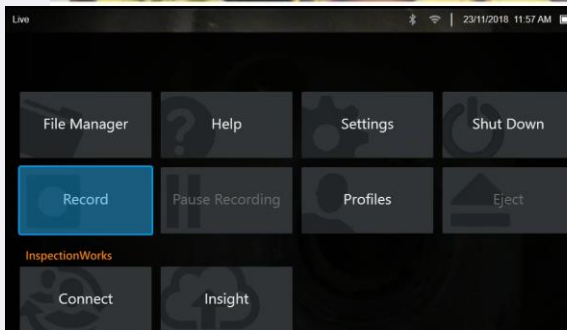 Live 23/11/2018 11:57 AM
File Manager Help Settings Shut Down
Record Pause Recording Profiles Eject
InspectionWorks
Connect Insight